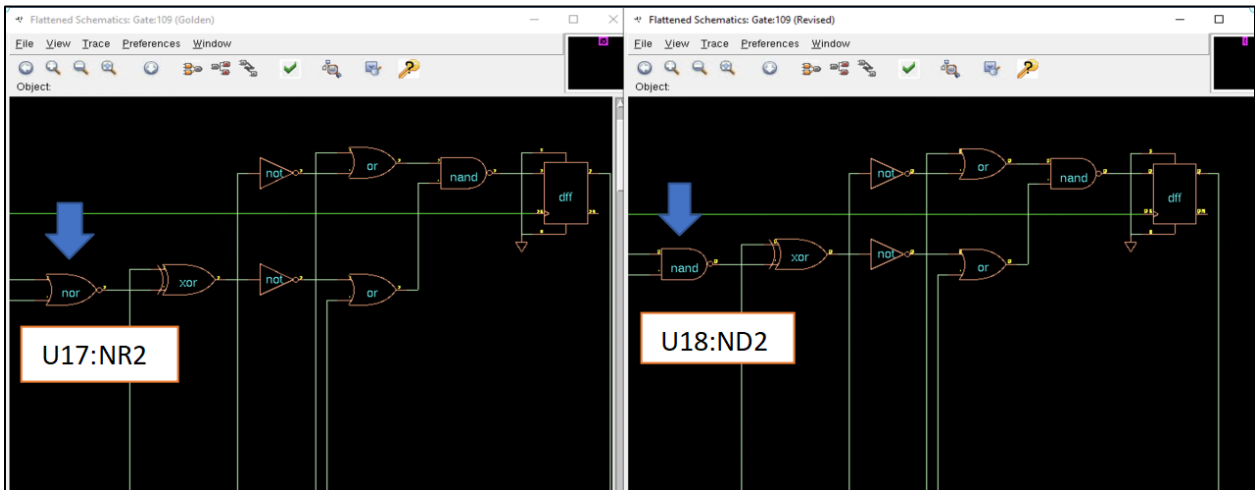 Flattened Schematics: Gate:109 (Golden)
File View Trace Preferences Window
Object:
not
or
nand
dff
nor
xor
not
or
U17:NR2
Flattened Schematics: Gate:109 (Revised)
File View Trace Preferences Window
Object:
not
or
nand
dff
nand
xor
not
or
U18:ND2